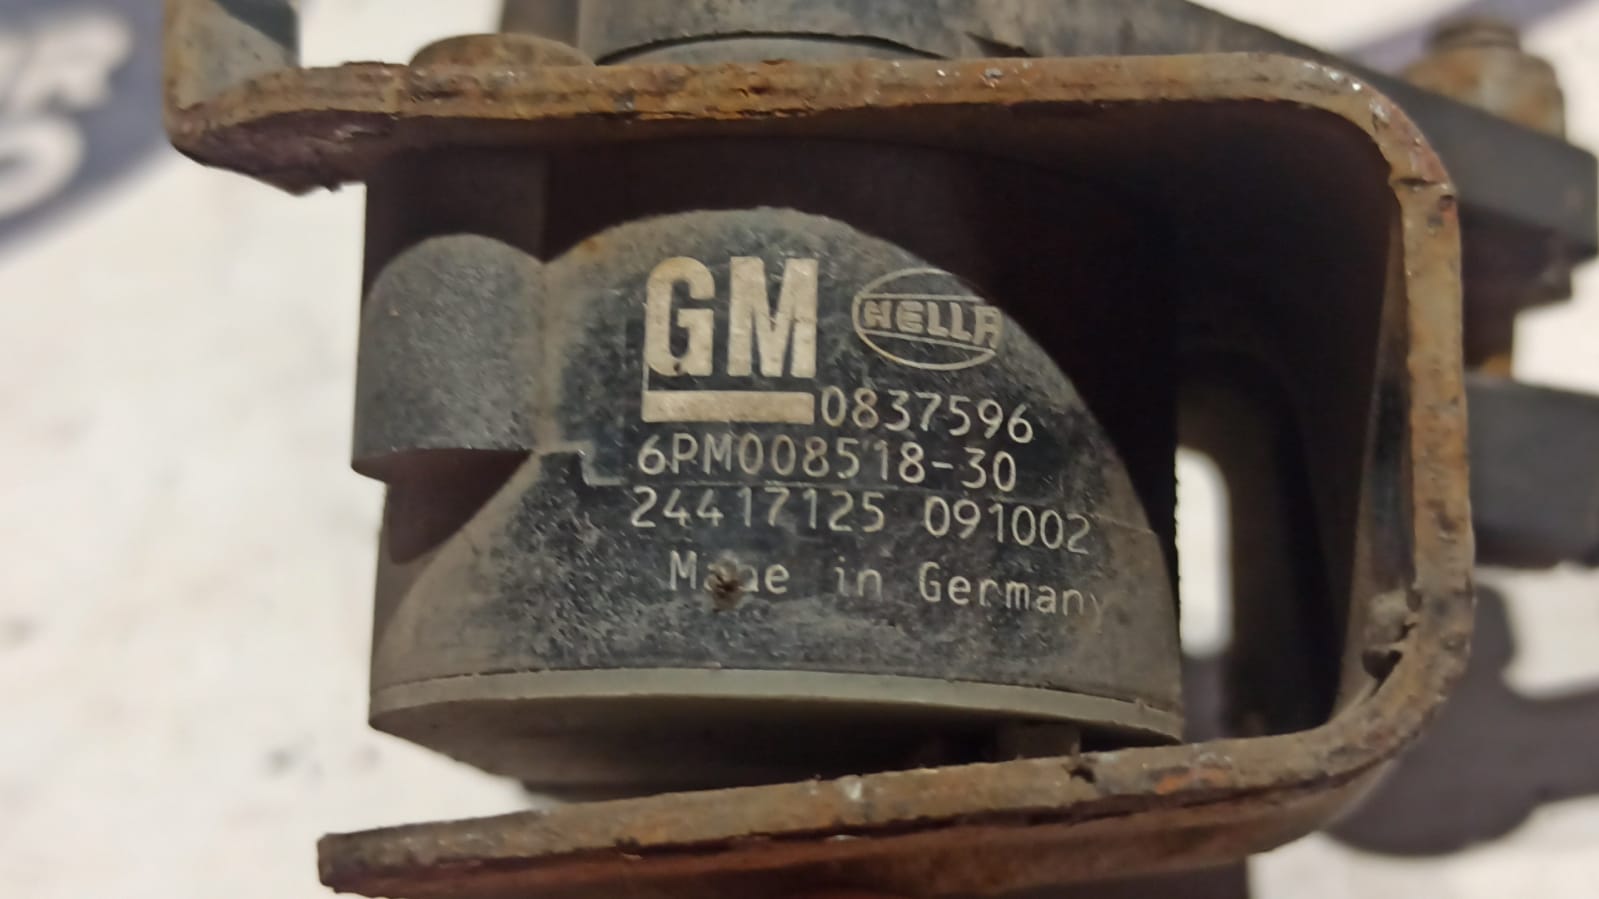 GM HELLA
0837596
6PM008518-30
24417125 091002
Made in Germany